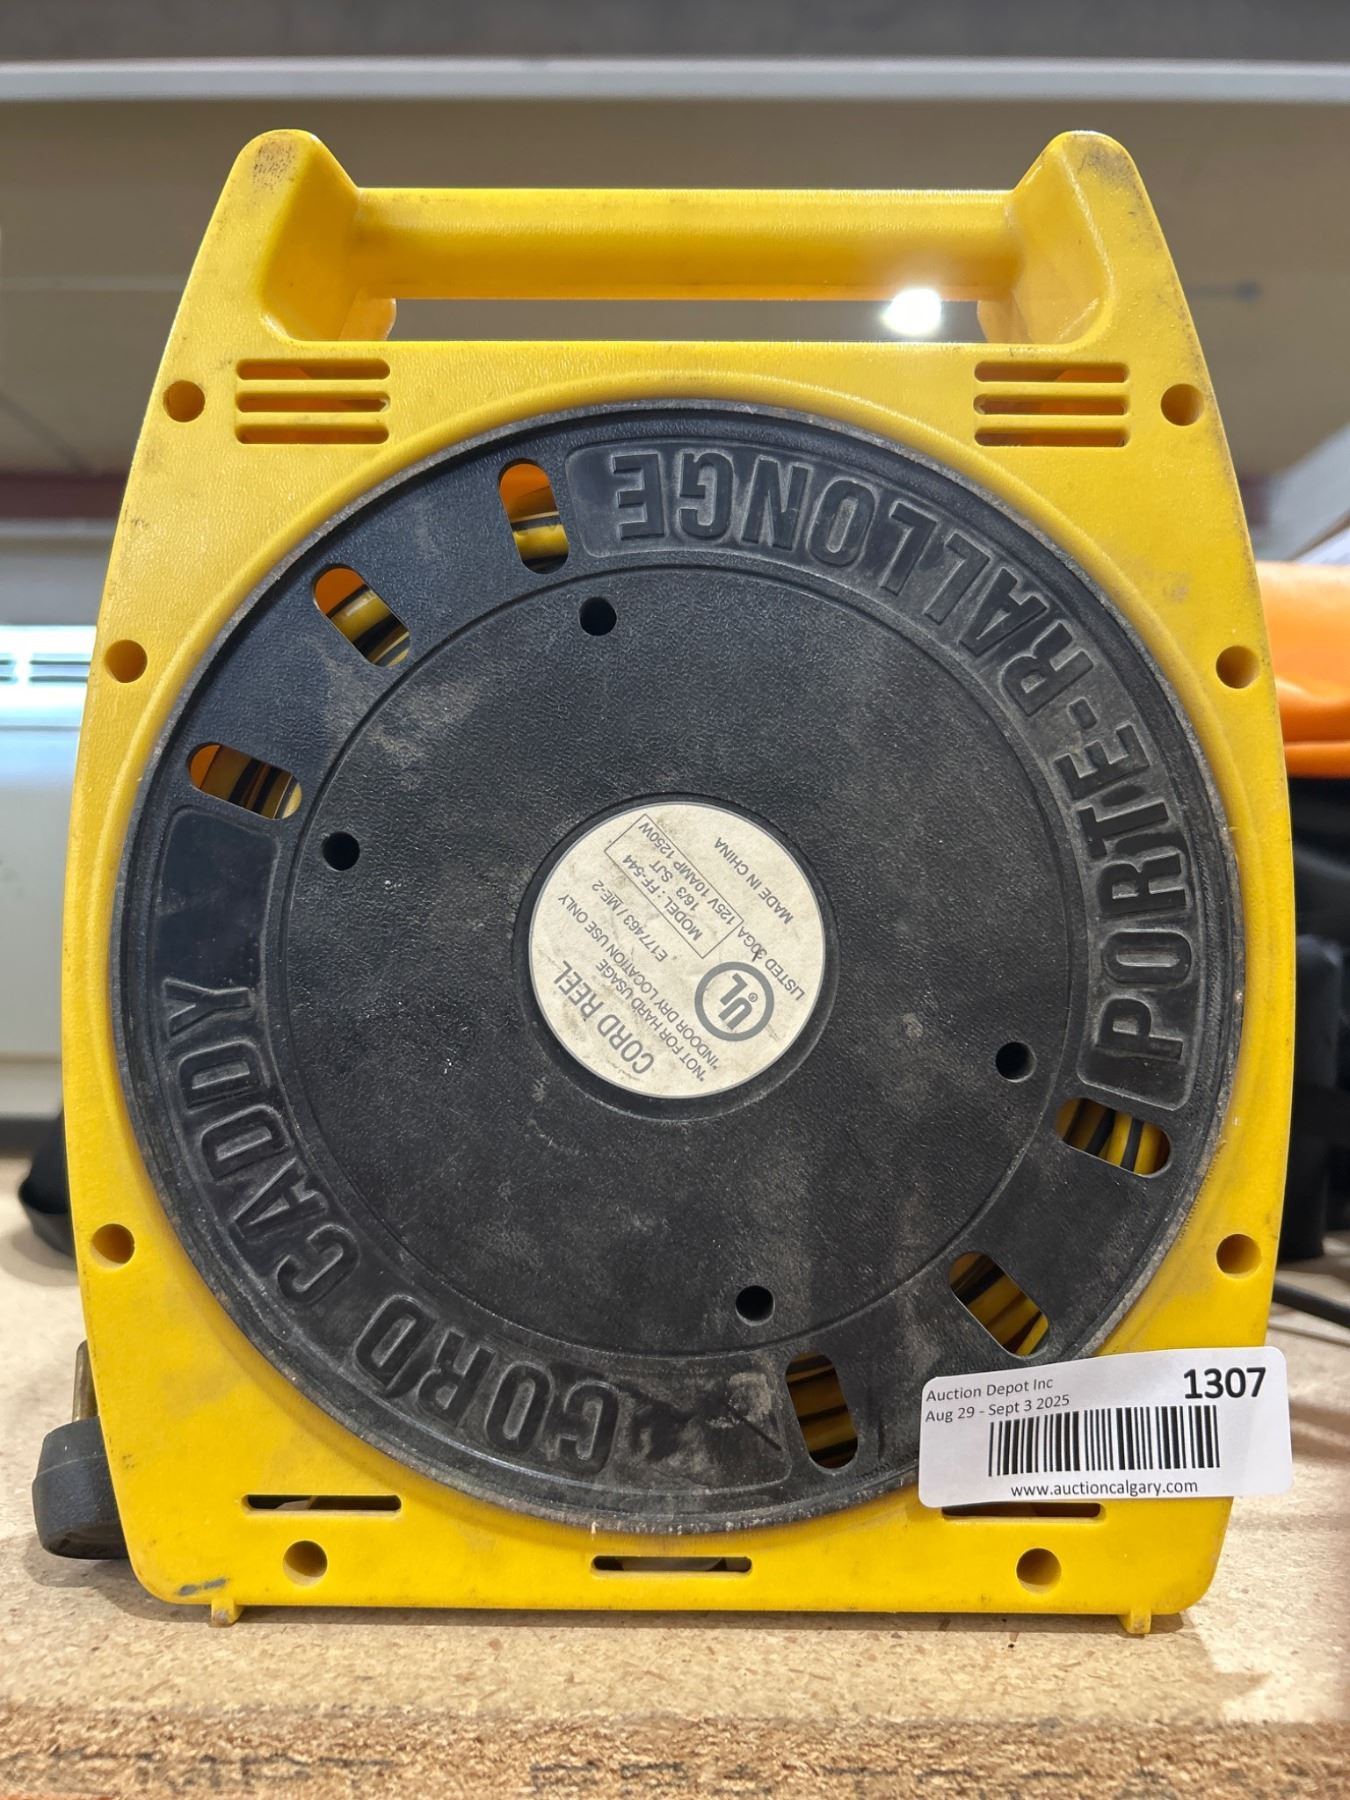 PORTE-RALLONGE
CORD CADDY
CORD REEL
*NOT FOR HARD USAGE
*INDOOR DRY LOCATION USE ONLY
E177463 / ME-2
MODEL : FF-544
16/3 SJT
125V 10AMP 1250W
UL
®
LISTED 30GA
MADE IN CHINA
Auction Depot Inc
1307
Aug 29 - Sept 3 2025
www.auctioncalgary.com